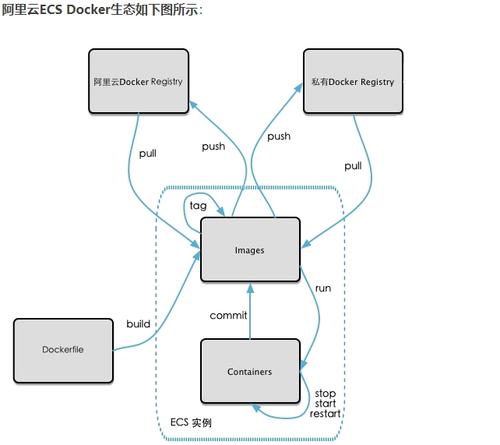 阿里云ECS Docker生态如下图所示：
阿里云Docker Registry
私有Docker Registry
pull
push
push
pull
tag
Images
run
commit
build
Dockerfile
Containers
stop
start
restart
ECS 实例